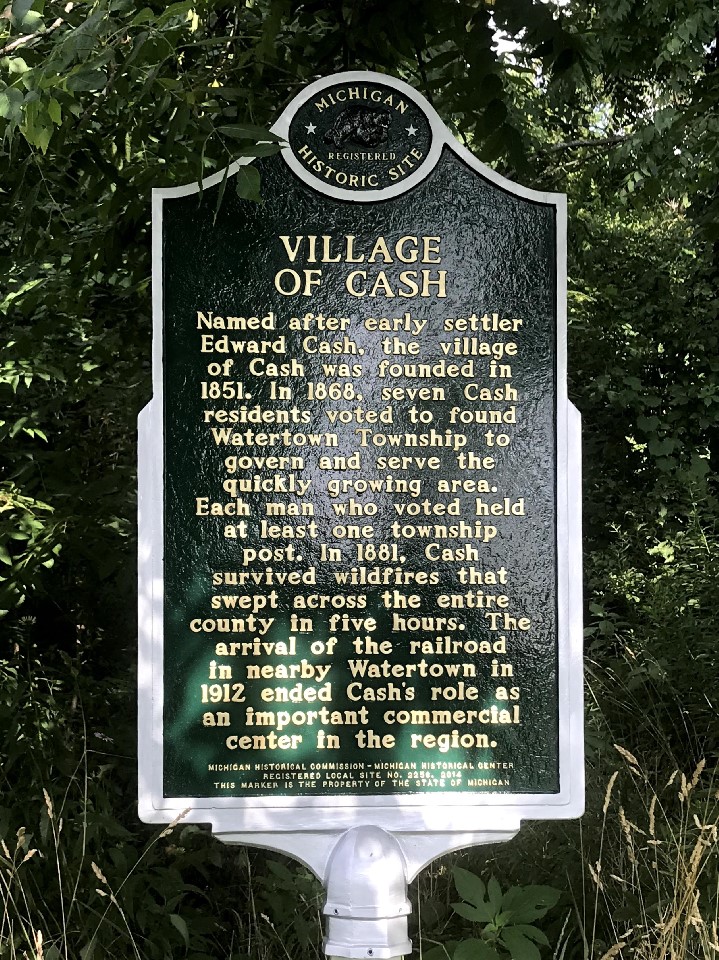 MICHIGAN
REGISTERED
HISTORIC SITE
VILLAGE
OF CASH
Named after early settler
Edward Cash, the village
of Cash was founded in
1851. In 1868, seven Cash
residents voted to found
Watertown Township to
govern and serve the
quickly growing area.
Each man who voted held
at least one township
post. In 1881, Cash
survived wildfires that
swept across the entire
county in five hours. The
arrival of the railroad
in nearby Watertown in
1912 ended Cash's role as
an important commercial
center in the region.
MICHIGAN HISTORICAL COMMISSION – MICHIGAN HISTORICAL CENTER
REGISTERED LOCAL SITE NO. 2256, 2014
THIS MARKER IS THE PROPERTY OF THE STATE OF MICHIGAN